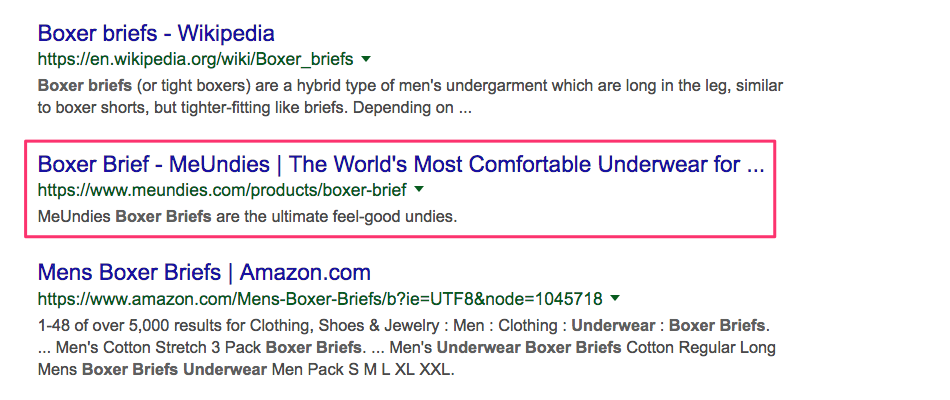 Boxer briefs - Wikipedia
https://en.wikipedia.org/wiki/Boxer_briefs
Boxer briefs (or tight boxers) are a hybrid type of men's undergarment which are long in the leg, similar
to boxer shorts, but tighter-fitting like briefs. Depending on ...
Boxer Brief - MeUndies | The World's Most Comfortable Underwear for ...
https://www.meundies.com/products/boxer-brief
MeUndies Boxer Briefs are the ultimate feel-good undies.
Mens Boxer Briefs | Amazon.com
https://www.amazon.com/Mens-Boxer-Briefs/b?ie=UTF8&node=1045718
1-48 of over 5,000 results for Clothing, Shoes & Jewelry : Men : Clothing : Underwear : Boxer Briefs.
... Men's Cotton Stretch 3 Pack Boxer Briefs. ... Men's Underwear Boxer Briefs Cotton Regular Long
Mens Boxer Briefs Underwear Men Pack S M L XL XXL.